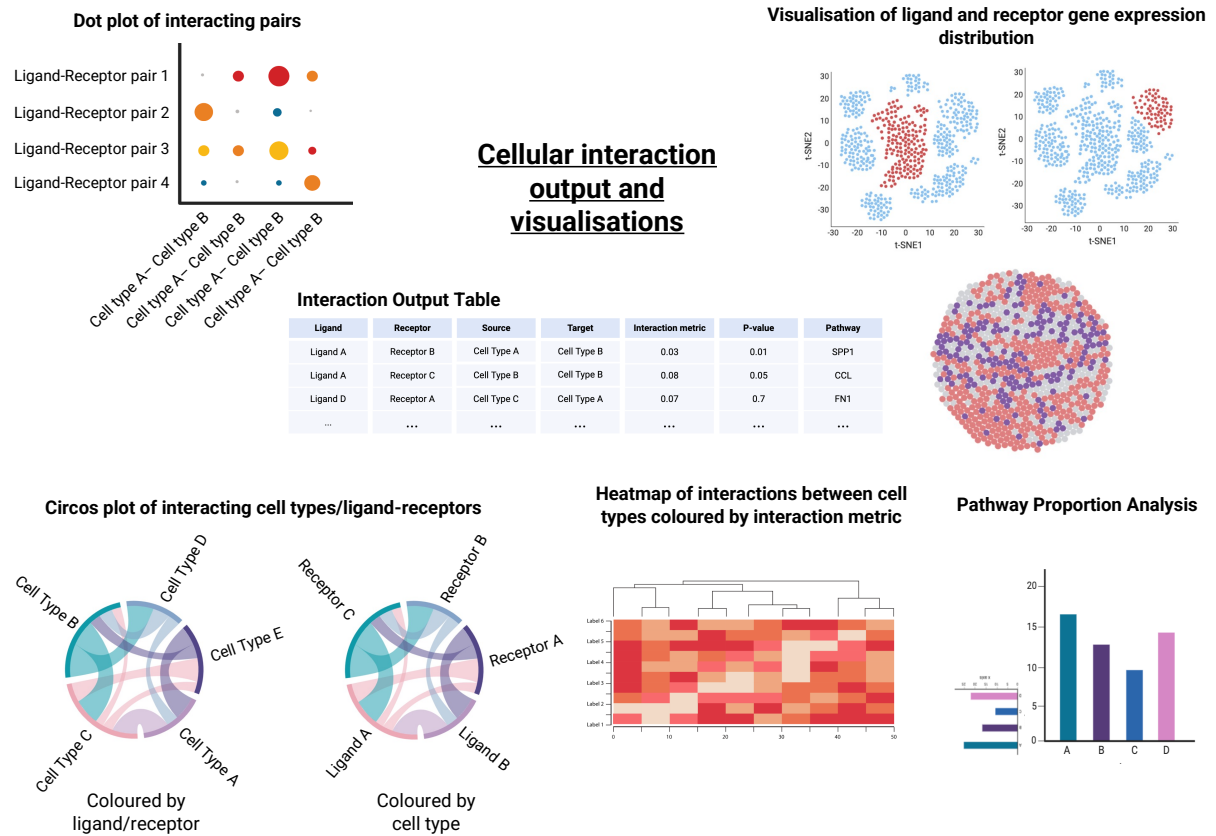 Dot plot of interacting pairs
Ligand-Receptor pair 1
Ligand-Receptor pair 2
Ligand-Receptor pair 3
Ligand-Receptor pair 4
Cell type A– Cell type B
Cell type A– Cell type B
Cell type A– Cell type B
Cell type A– Cell type B
Cellular interaction
output and
visualisations
Visualisation of ligand and receptor gene expression
distribution
t-SNE2
30
20
10
0
-10
-20
-30
-30 -20 -10 0 10 20 30
t-SNE1
t-SNE2
30
20
10
0
-10
-20
-30
-30 -20 -10 0 10 20 30
t-SNE1
Interaction Output Table
Ligand Receptor Source Target Interaction metric P-value Pathway
Ligand A Receptor B Cell Type A Cell Type B 0.03 0.01 SPP1
Ligand A Receptor C Cell Type B Cell Type B 0.08 0.05 CCL
Ligand D Receptor A Cell Type C Cell Type A 0.07 0.7 FN1
... ... ... ... ... ... ...
Circos plot of interacting cell types/ligand-receptors
Cell Type B
Cell Type D
Cell Type E
Cell Type A
Cell Type C
Coloured by
ligand/receptor
Receptor C
Receptor B
Receptor A
Ligand B
Ligand A
Coloured by
cell type
Heatmap of interactions between cell
types coloured by interaction metric
Label 6
Label 5
Label 4
Label 3
Label 2
Label 1
0 10 20 30 40 50
Pathway Proportion Analysis
20
15
10
5
0
A B C D